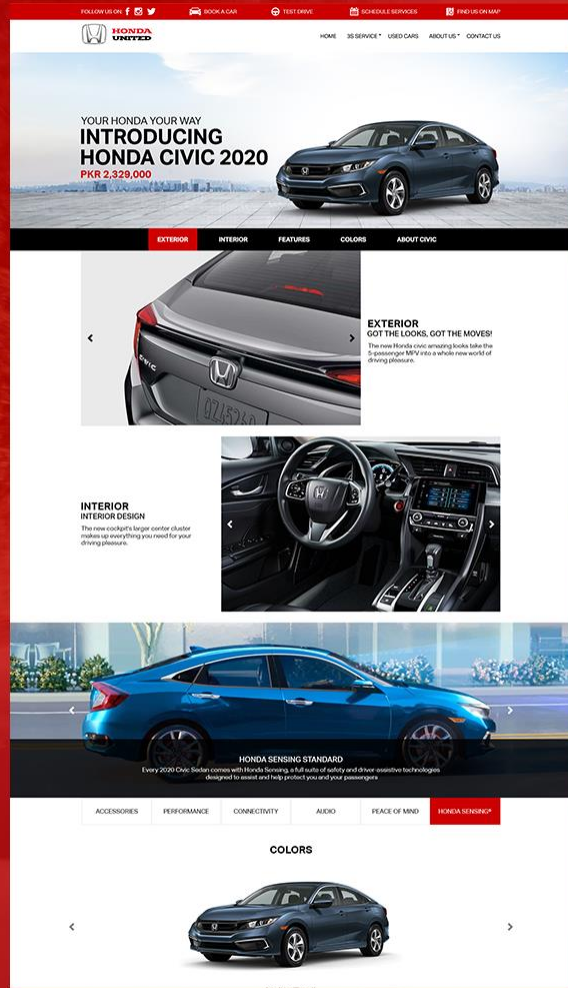 FOLLOW US ON
BOOK A CAR
TEST DRIVE
SCHEDULE SERVICES
FIND US ON MAP
HONDA
UNITED
HOME
3S SERVICE
USED CARS
ABOUT US
CONTACT US
YOUR HONDA YOUR WAY
INTRODUCING
HONDA CIVIC 2020
PKR 2,329,000
EXTERIOR
INTERIOR
FEATURES
COLORS
ABOUT CIVIC
CIVIC
EXTERIOR
GOT THE LOOKS, GOT THE MOVES!
The new Honda civic amazing looks take the
5-passenger MPV into a whole new world of
driving pleasure.
INTERIOR
INTERIOR DESIGN
The new cockpit's larger center cluster
makes up everything you need for your
driving pleasure.
HONDA SENSING STANDARD
Every 2020 Civic Sedan comes with Honda Sensing, a full suite of safety and driver-assistive technologies
designed to assist and help protect you and your passengers
ACCESSORIES
PERFORMANCE
CONNECTIVITY
AUDIO
PEACE OF MIND
HONDA SENSING®
COLORS